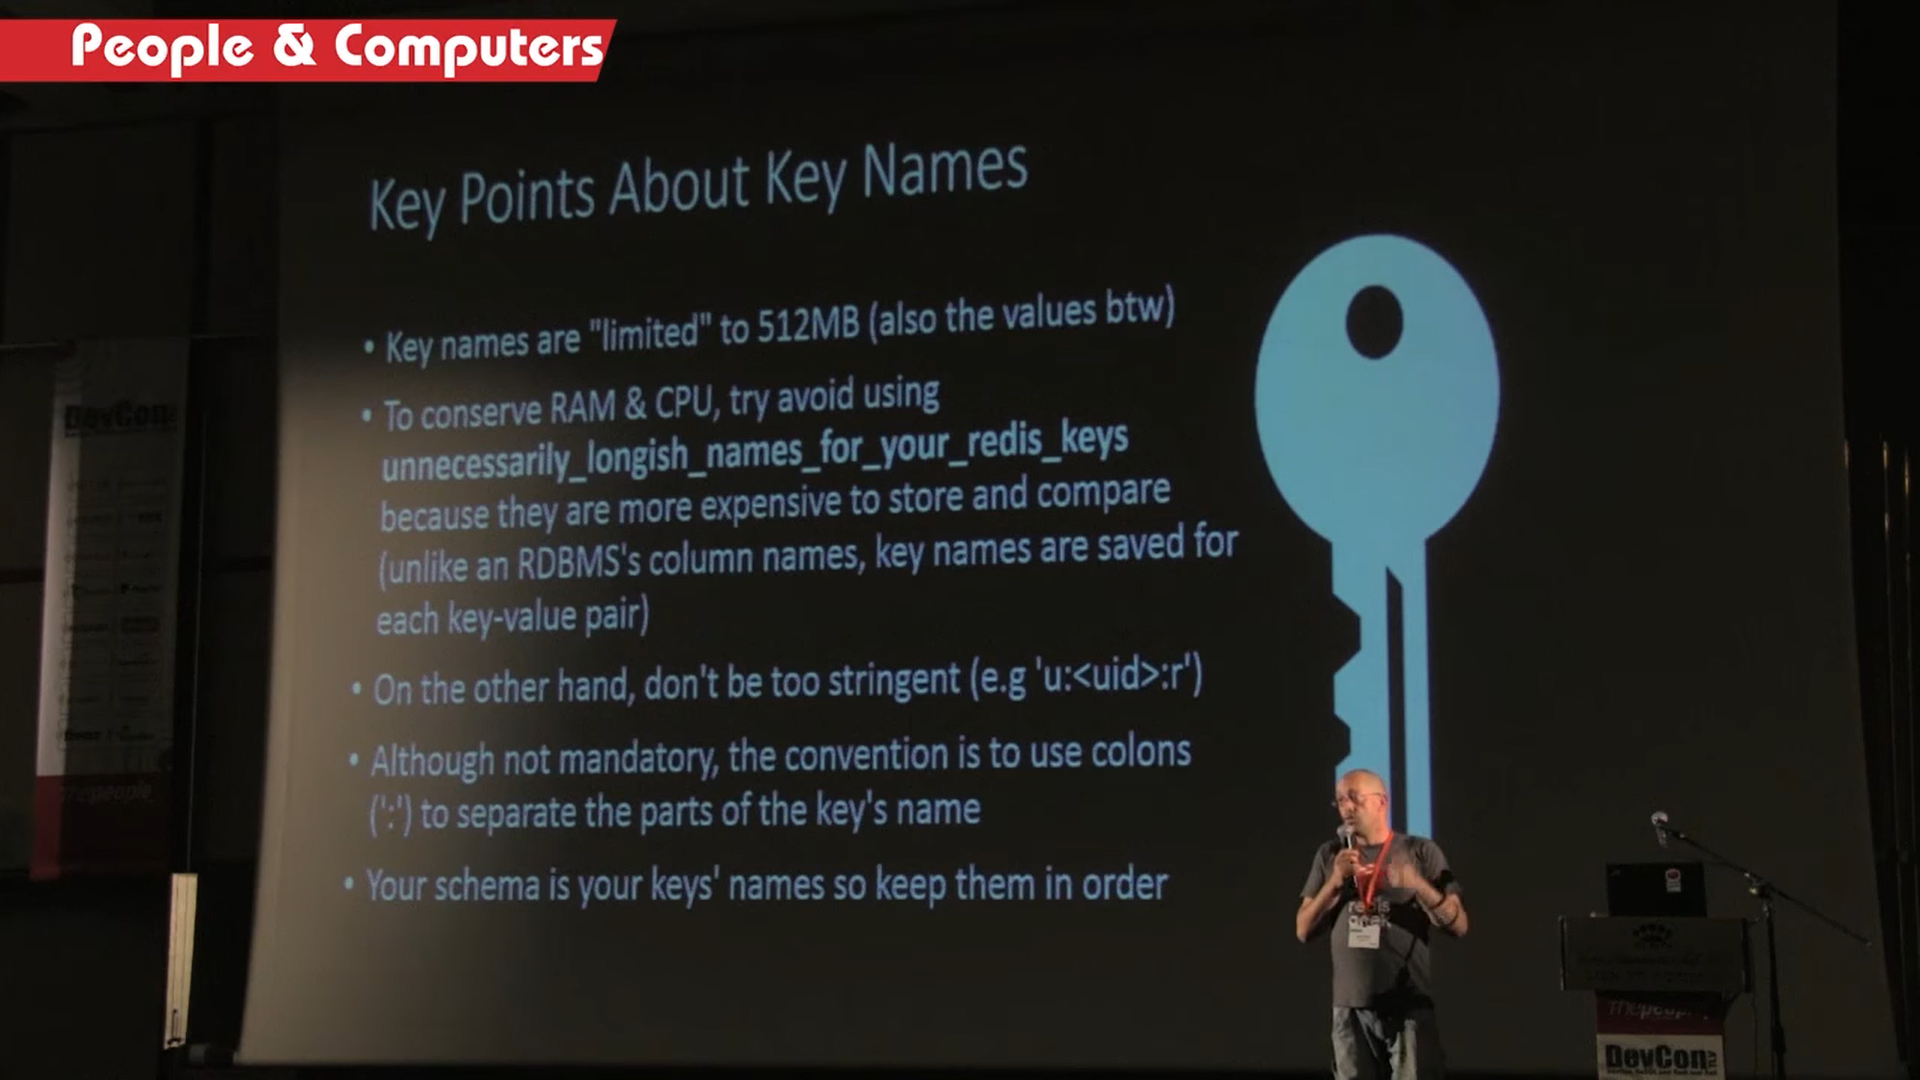 People & Computers
Key Points About Key Names
• Key names are "limited" to 512MB (also the values btw)
• To conserve RAM & CPU, try avoid using
unnecessarily_longish_names_for_your_redis_keys
because they are more expensive to store and compare
(unlike an RDBMS's column names, key names are saved for
each key-value pair)
• On the other hand, don't be too stringent (e.g 'u:<uid>:r')
• Although not mandatory, the convention is to use colons
(':') to separate the parts of the key's name
• Your schema is your keys' names so keep them in order
DevCon
Thepeople
redis
geek
DevCon